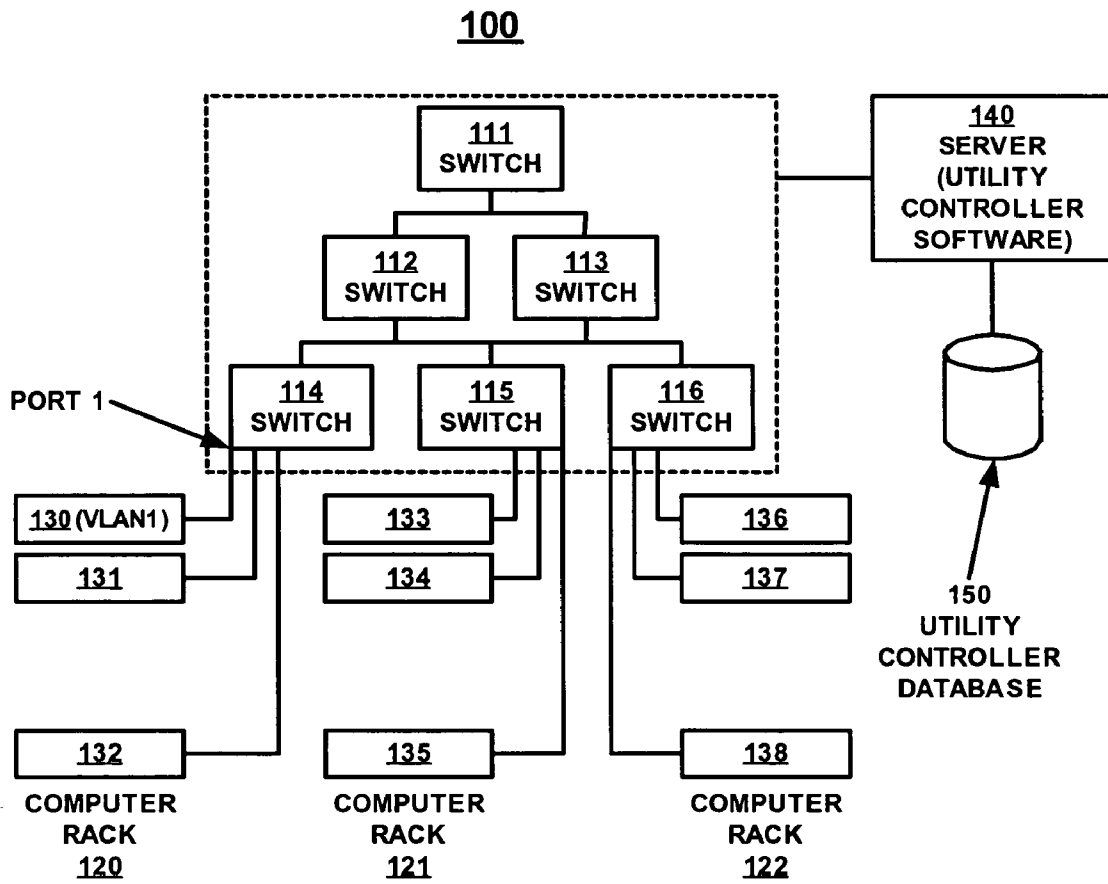 100
111
SWITCH
112
SWITCH
113
SWITCH
114
SWITCH
115
SWITCH
116
SWITCH
140
SERVER
(UTILITY
CONTROLLER
SOFTWARE)
PORT 1
130 (VLAN1)
131
132
COMPUTER
RACK
120
133
134
135
COMPUTER
RACK
121
136
137
138
COMPUTER
RACK
122
150
UTILITY
CONTROLLER
DATABASE